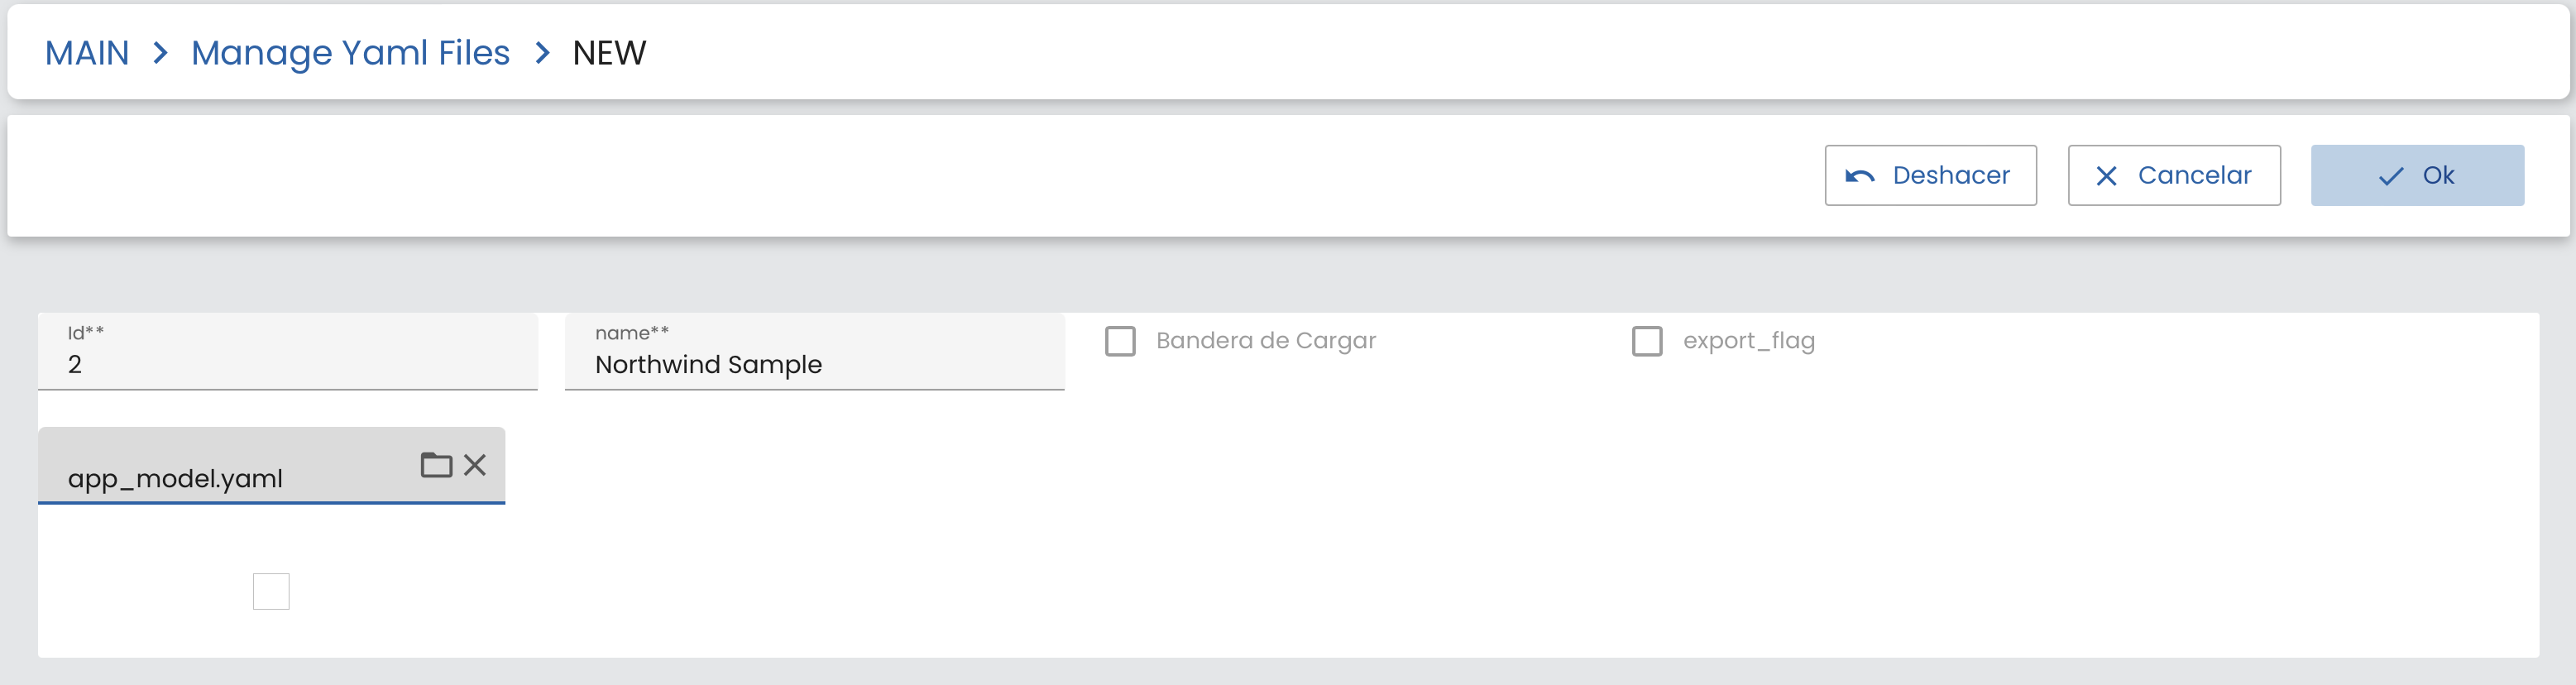 MAIN > Manage Yaml Files > NEW
Deshacer Cancelar Ok
Id** name** Bandera de Cargar export_flag
2 Northwind Sample
app_model.yaml